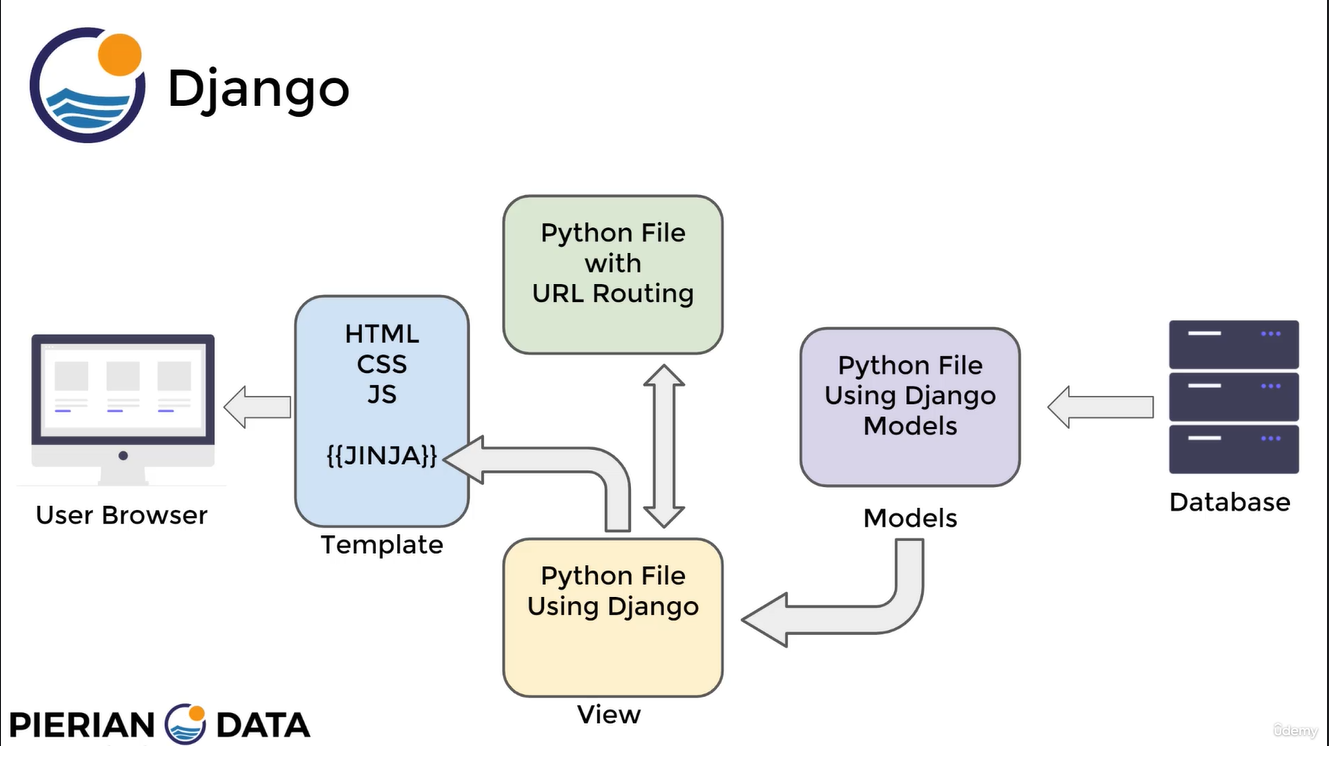 Django
Python File
with
URL Routing
HTML
CSS
JS
{{JINJA}}
Template
User Browser
Python File
Using Django
Models
Models
Database
Python File
Using Django
View
PIERIAN DATA
ûdemy